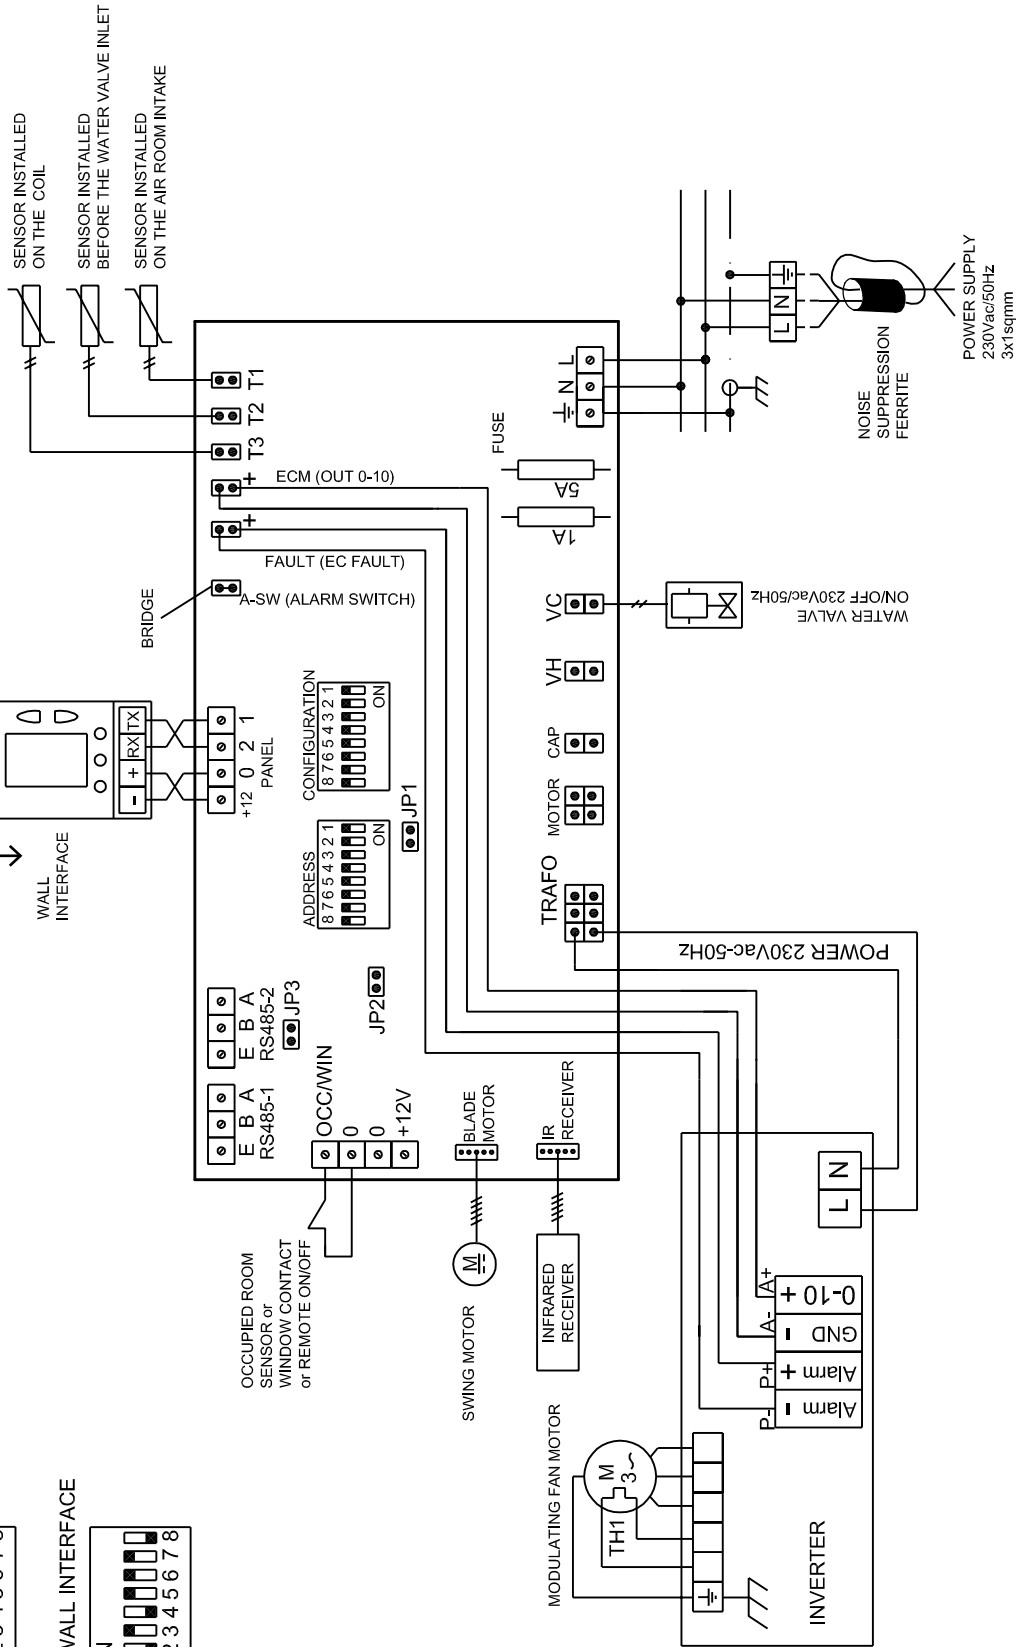 SENSOR INSTALLED
ON THE COIL
SENSOR INSTALLED
BEFORE THE WATER VALVE INLET
SENSOR INSTALLED
ON THE AIR ROOM INTAKE
T3
T2
T1
+
ECM (OUT 0-10)
+
FAULT (EC FAULT)
BRIDGE
A-SW (ALARM SWITCH)
WALL
INTERFACE
- + RX TX
+12 0 2 1
PANEL
CONFIGURATION
8 7 6 5 4 3 2 1
ON
ADDRESS
8 7 6 5 4 3 2 1
ON
JP1
JP2
JP3
E B A
RS485-2
E B A
RS485-1
OCC/WIN
0
0
+12V
OCCUPIED ROOM
SENSOR or
WINDOW CONTACT
or REMOTE ON/OFF
BLADE
MOTOR
M
SWING MOTOR
IR
RECEIVER
INFRARED
RECEIVER
FUSE
5A
1A
N L
VC
VH
CAP
MOTOR
TRAFO
WATER VALVE
ON/OFF 230Vac/50Hz
POWER 230Vac-50Hz
L N
NOISE
SUPPRESSION
FERRITE
POWER SUPPLY
230Vac/50Hz
3x1sqmm
L N
A+
A-
P+
P-
0-10 +
GND -
Alarm +
Alarm -
MODULATING FAN MOTOR
M
3~
TH1
INVERTER
WALL INTERFACE
3 4 5 6 7 8